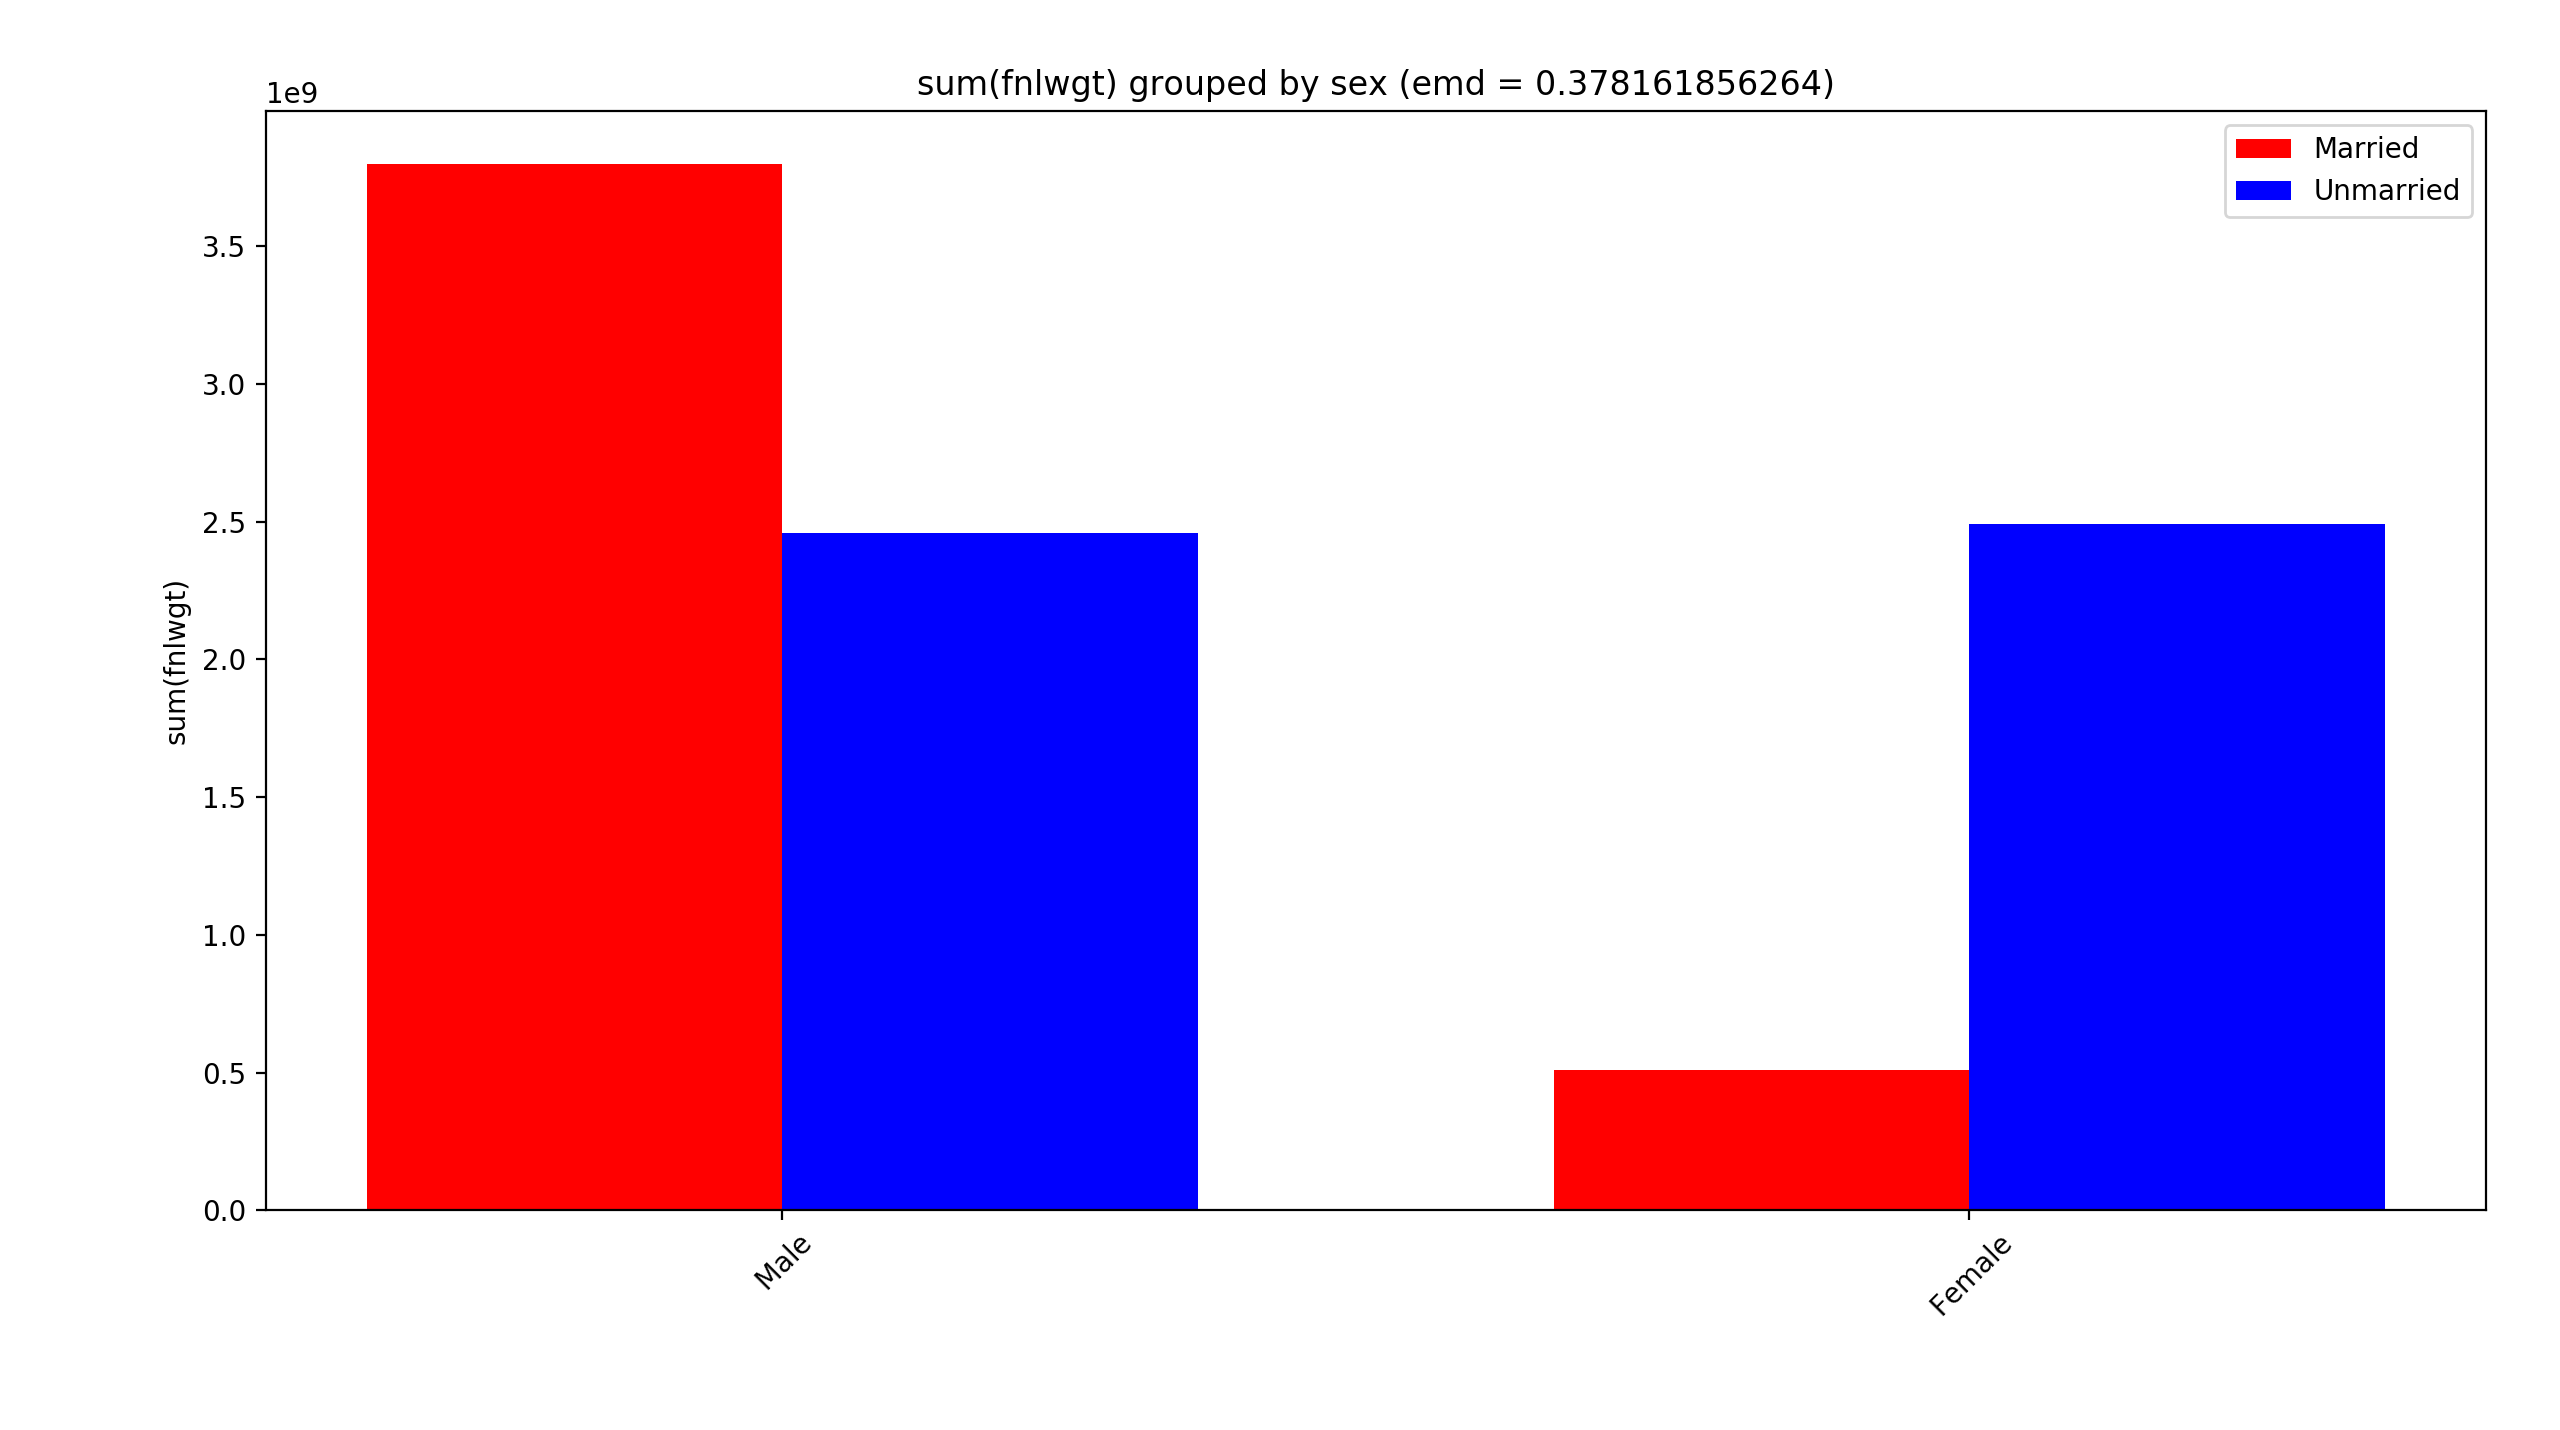 sum(fnlwgt) grouped by sex (emd = 0.378161856264)
1e9
Married
Unmarried
3.5
3.0
2.5
2.0
1.5
1.0
0.5
0.0
sum(fnlwgt)
Male
Female